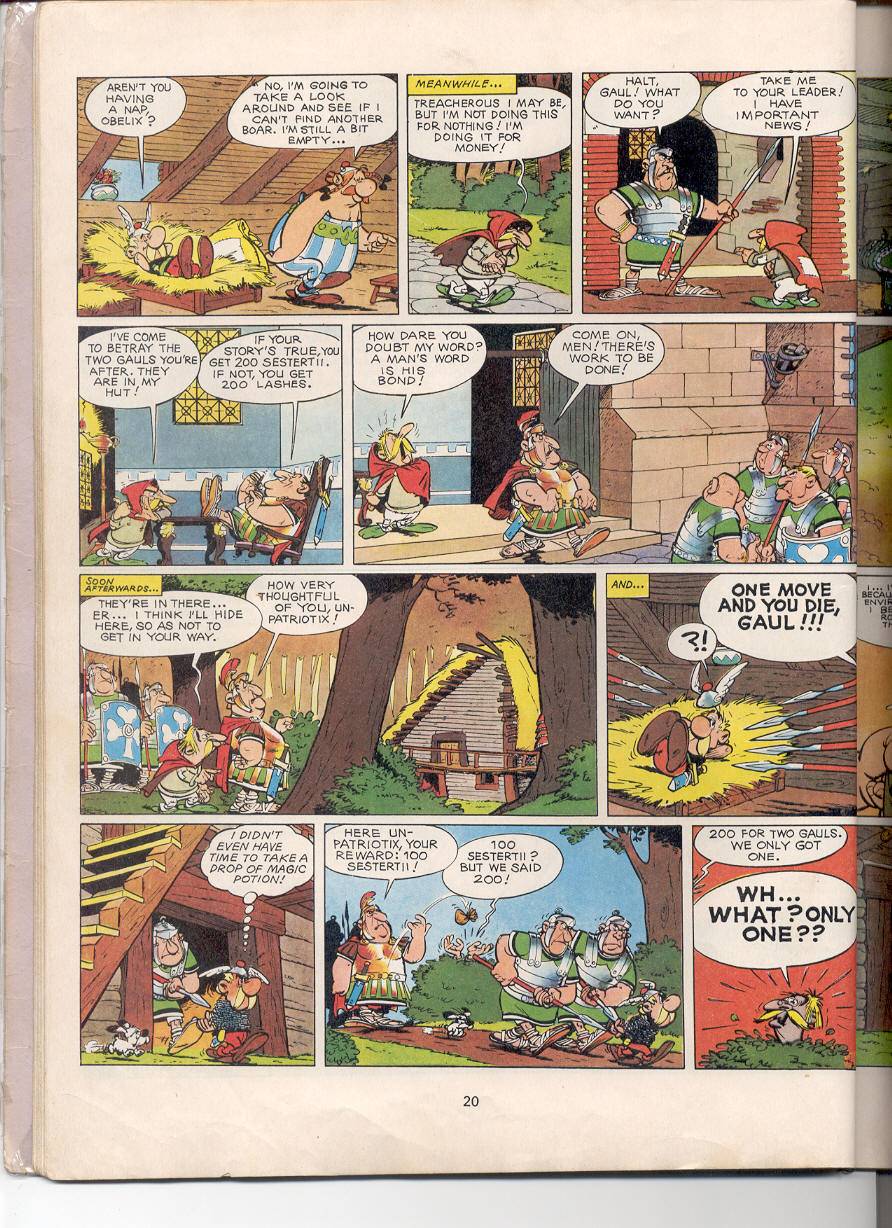 AREN'T YOU
HAVING
A NAP,
OBELIX?
NO, I'M GOING TO
TAKE A LOOK
AROUND AND SEE IF I
CAN'T FIND ANOTHER
BOAR. I'M STILL A BIT
EMPTY...
MEANWHILE...
TREACHEROUS I MAY BE,
BUT I'M NOT DOING THIS
FOR NOTHING! I'M
DOING IT FOR
MONEY!
HALT,
GAUL! WHAT
DO YOU
WANT?
TAKE ME
TO YOUR LEADER!
I HAVE
IMPORTANT
NEWS!
I'VE COME
TO BETRAY THE
TWO GAULS YOU'RE
AFTER. THEY
ARE IN MY
HUT!
IF YOUR
STORY'S TRUE, YOU
GET 200 SESTERTII.
IF NOT, YOU GET
200 LASHES.
HOW DARE YOU
DOUBT MY WORD?
A MAN'S WORD
IS HIS
BOND!
COME ON,
MEN! THERE'S
WORK TO BE
DONE!
SOON
AFTERWARDS...
THEY'RE IN THERE...
ER... I THINK I'LL HIDE
HERE, SO AS NOT TO
GET IN YOUR WAY.
HOW VERY
THOUGHTFUL
OF YOU, UN-
PATRIOTIX!
AND...
?!
ONE MOVE
AND YOU DIE,
GAUL!!!
I DIDN'T
EVEN HAVE
TIME TO TAKE A
DROP OF MAGIC
POTION!
HERE UN-
PATRIOTIX, YOUR
REWARD: 100
SESTERTII!
100
SESTERTII?
BUT WE SAID
200!
200 FOR TWO GAULS.
WE ONLY GOT
ONE.
WH...
WHAT? ONLY
ONE??
20